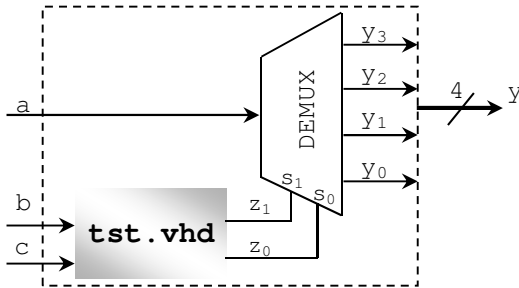 y₃
y₂
y₁
y₀
4
y
a
DEMUX
s₁
s₀
b
c
tst.vhd
z₁
z₀